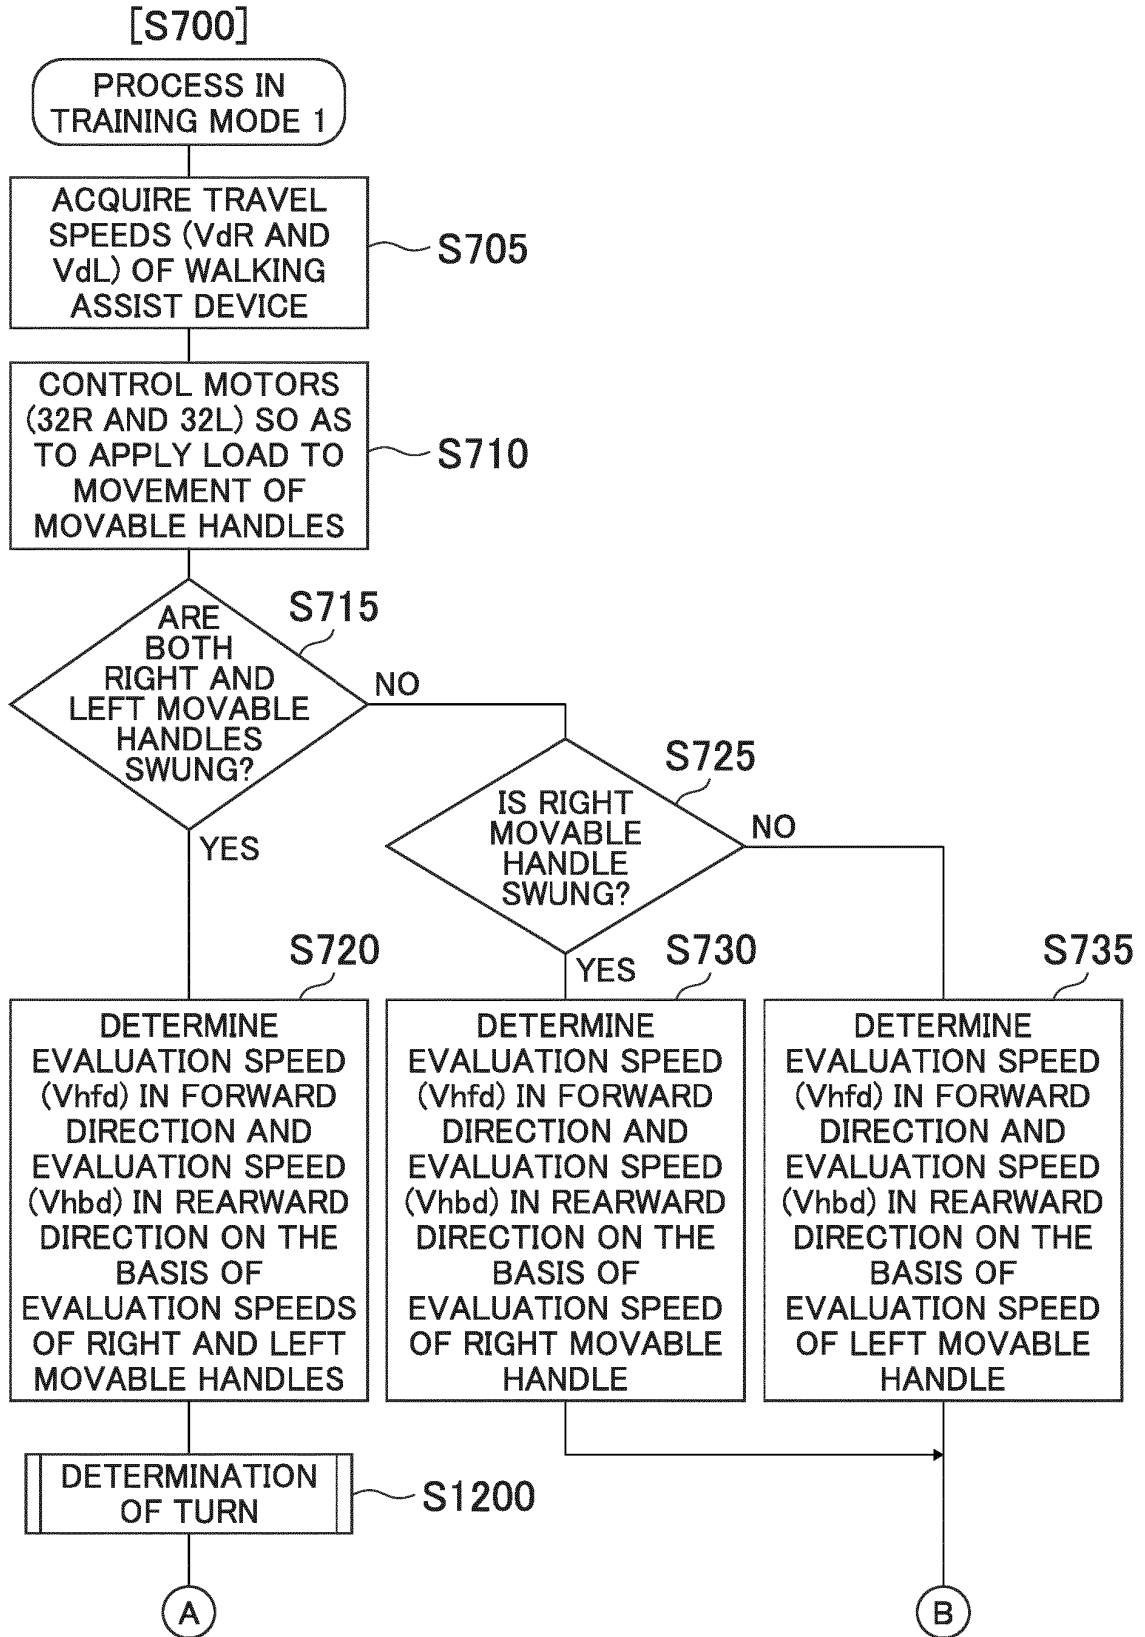 [S700]
PROCESS IN
TRAINING MODE 1
ACQUIRE TRAVEL
SPEEDS (VdR AND
VdL) OF WALKING
ASSIST DEVICE
S705
CONTROL MOTORS
(32R AND 32L) SO AS
TO APPLY LOAD TO
MOVEMENT OF
MOVABLE HANDLES
S710
ARE
BOTH
RIGHT AND
LEFT MOVABLE
HANDLES
SWUNG?
S715
NO
YES
IS RIGHT
MOVABLE
HANDLE
SWUNG?
S725
NO
YES
S720
DETERMINE
EVALUATION SPEED
(Vhfd) IN FORWARD
DIRECTION AND
EVALUATION SPEED
(Vhbd) IN REARWARD
DIRECTION ON THE
BASIS OF
EVALUATION SPEEDS
OF RIGHT AND LEFT
MOVABLE HANDLES
S730
DETERMINE
EVALUATION SPEED
(Vhfd) IN FORWARD
DIRECTION AND
EVALUATION SPEED
(Vhbd) IN REARWARD
DIRECTION ON THE
BASIS OF
EVALUATION SPEED
OF RIGHT MOVABLE
HANDLE
S735
DETERMINE
EVALUATION SPEED
(Vhfd) IN FORWARD
DIRECTION AND
EVALUATION SPEED
(Vhbd) IN REARWARD
DIRECTION ON THE
BASIS OF
EVALUATION SPEED
OF LEFT MOVABLE
HANDLE
DETERMINATION
OF TURN
S1200
A
B